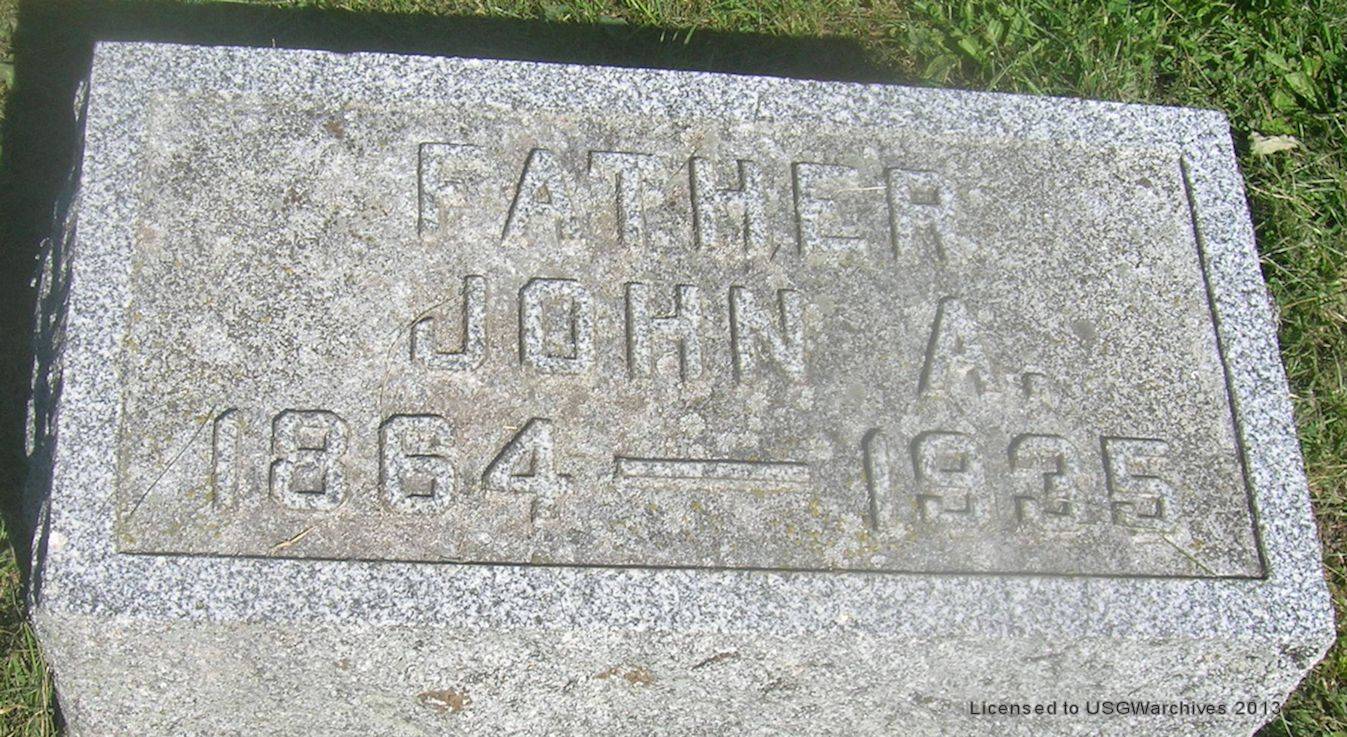 FATHER
JOHN A.
1864 — 1935
Licensed to USGWarchives 2013